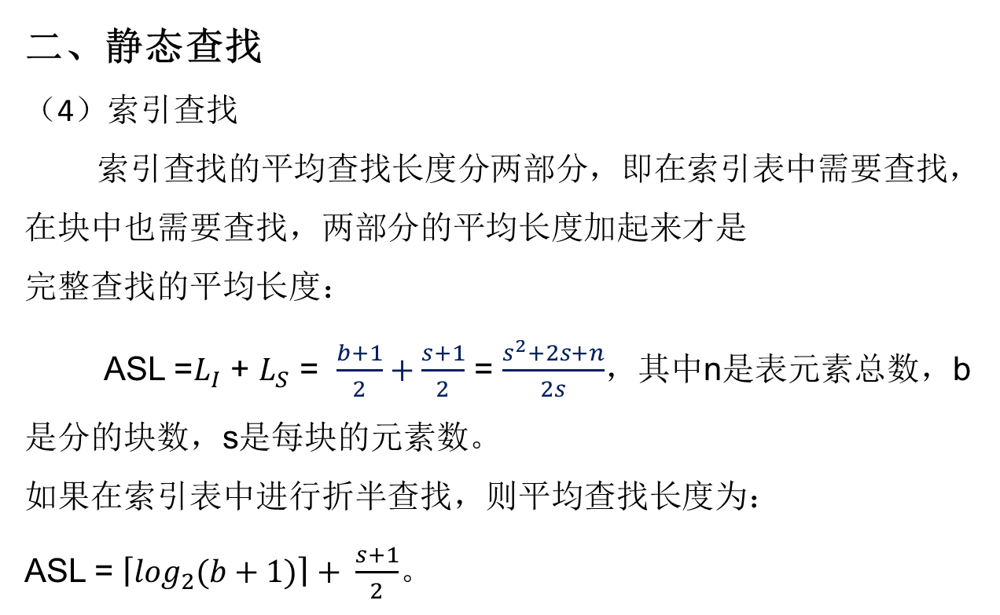 二、静态查找
（4）索引查找
索引查找的平均查找长度分两部分，即在索引表中需要查找，
在块中也需要查找，两部分的平均长度加起来才是
完整查找的平均长度：
ASL =$L_I$ + $L_S$ = $\frac{b+1}{2}+\frac{s+1}{2}$ = $\frac{s^2+2s+n}{2s}$，其中n是表元素总数，b
是分的块数，s是每块的元素数。
如果在索引表中进行折半查找，则平均查找长度为：
ASL = $\lceil log_2(b+1)\rceil+\frac{s+1}{2}$。